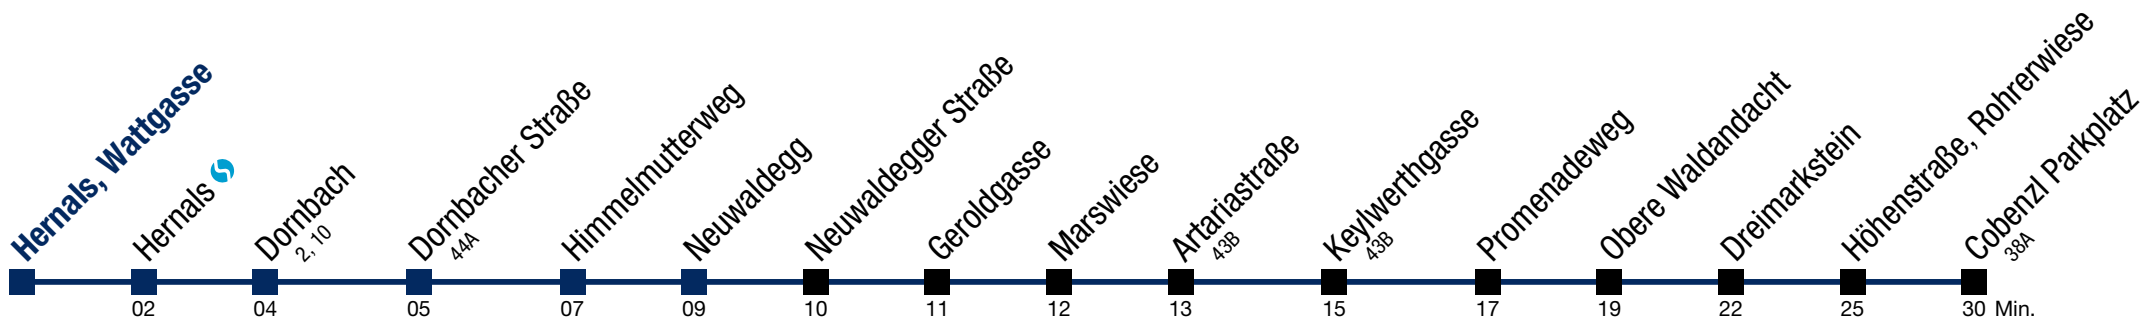 Hernals, Wattgasse
Hernals
Dornbach
2, 10
Dornbacher Straße
44A
Himmelmutterweg
Neuwaldegg
Neuwaldegger Straße
Geroldgasse
Marswiese
Artariastraße
43B
Keylwerthgasse
43B
Promenadeweg
Obere Waldandacht
Dreimarkstein
Höhenstraße, Rohrerwiese
Cobenzl Parkplatz
38A
02 04 05 07 09 10 11 12 13 15 17 19 22 25 30 Min.